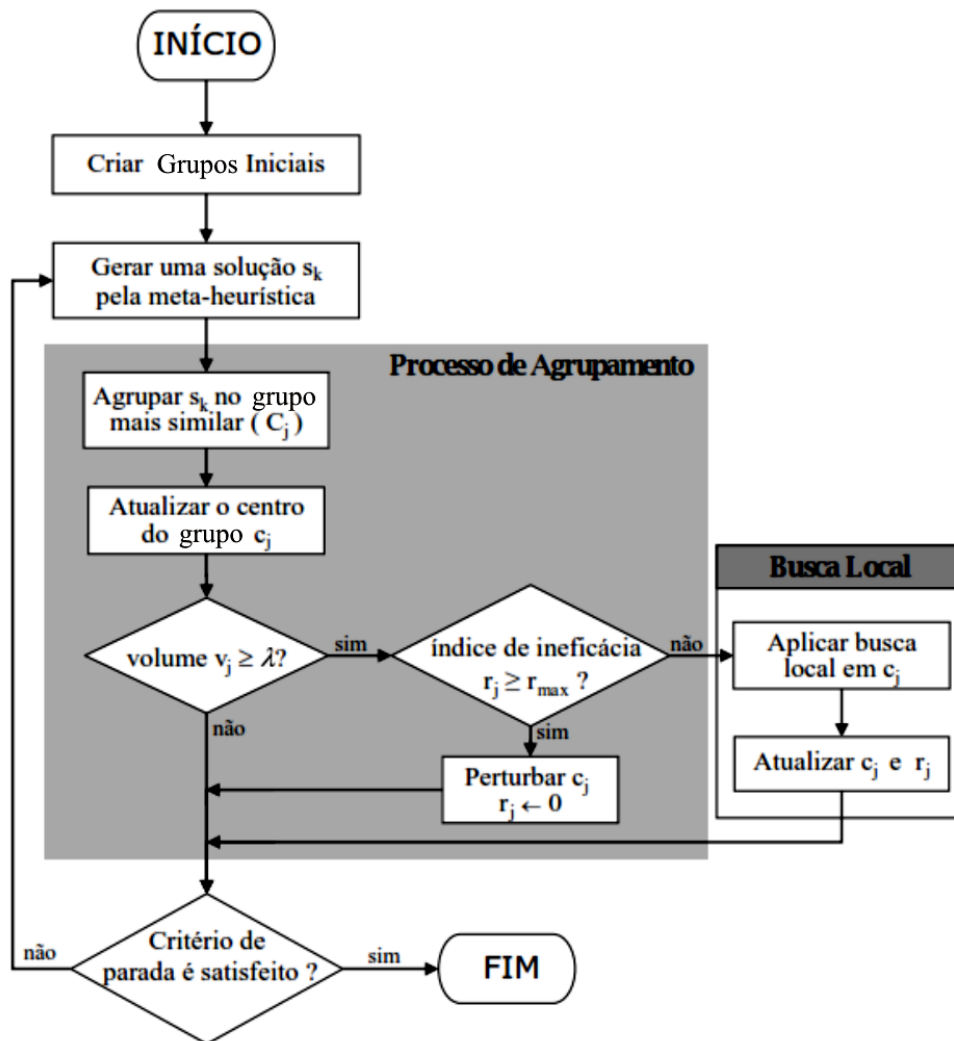 INÍCIO
Criar Grupos Iniciais
Gerar uma solução sₖ
pela meta-heurística
Processo de Agrupamento
Agrupar sₖ no grupo
mais similar ( Cⱼ )
Atualizar o centro
do grupo cⱼ
volume vⱼ ≥ λ?
sim
não
índice de ineficácia
rⱼ ≥ r_max ?
não
sim
Perturbar cⱼ
rⱼ ← 0
Busca Local
Aplicar busca
local em cⱼ
Atualizar cⱼ e rⱼ
Critério de
parada é satisfeito ?
não
sim
FIM